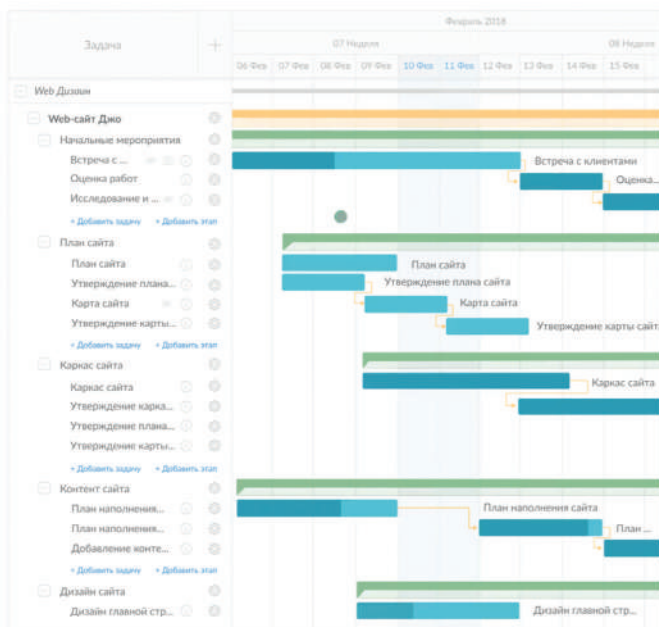 Февраль 2018
Задача
07 Неделя 08 Неделя
06 Фев 07 Фев 08 Фев 09 Фев 10 Фев 11 Фев 12 Фев 13 Фев 14 Фев 15 Фев
Web Дизайн
Web-сайт Джо
Начальные мероприятия
Встреча с ... Встреча с клиентами
Оценка работ Оценка...
Исследование и ...
+ Добавить задачу + Добавить этап
План сайта
План сайта План сайта
Утверждение плана... Утверждение плана сайта
Карта сайта Карта сайта
Утверждение карты... Утверждение карты сайта
+ Добавить задачу + Добавить этап
Каркас сайта
Каркас сайта Каркас сайта
Утверждение карка...
Утверждение плана...
Утверждение карты...
+ Добавить задачу + Добавить этап
Контент сайта
План наполнения... План наполнения сайта
План наполнения... План ...
Добавление конте...
+ Добавить задачу + Добавить этап
Дизайн сайта
Дизайн главной стр... Дизайн главной стр...